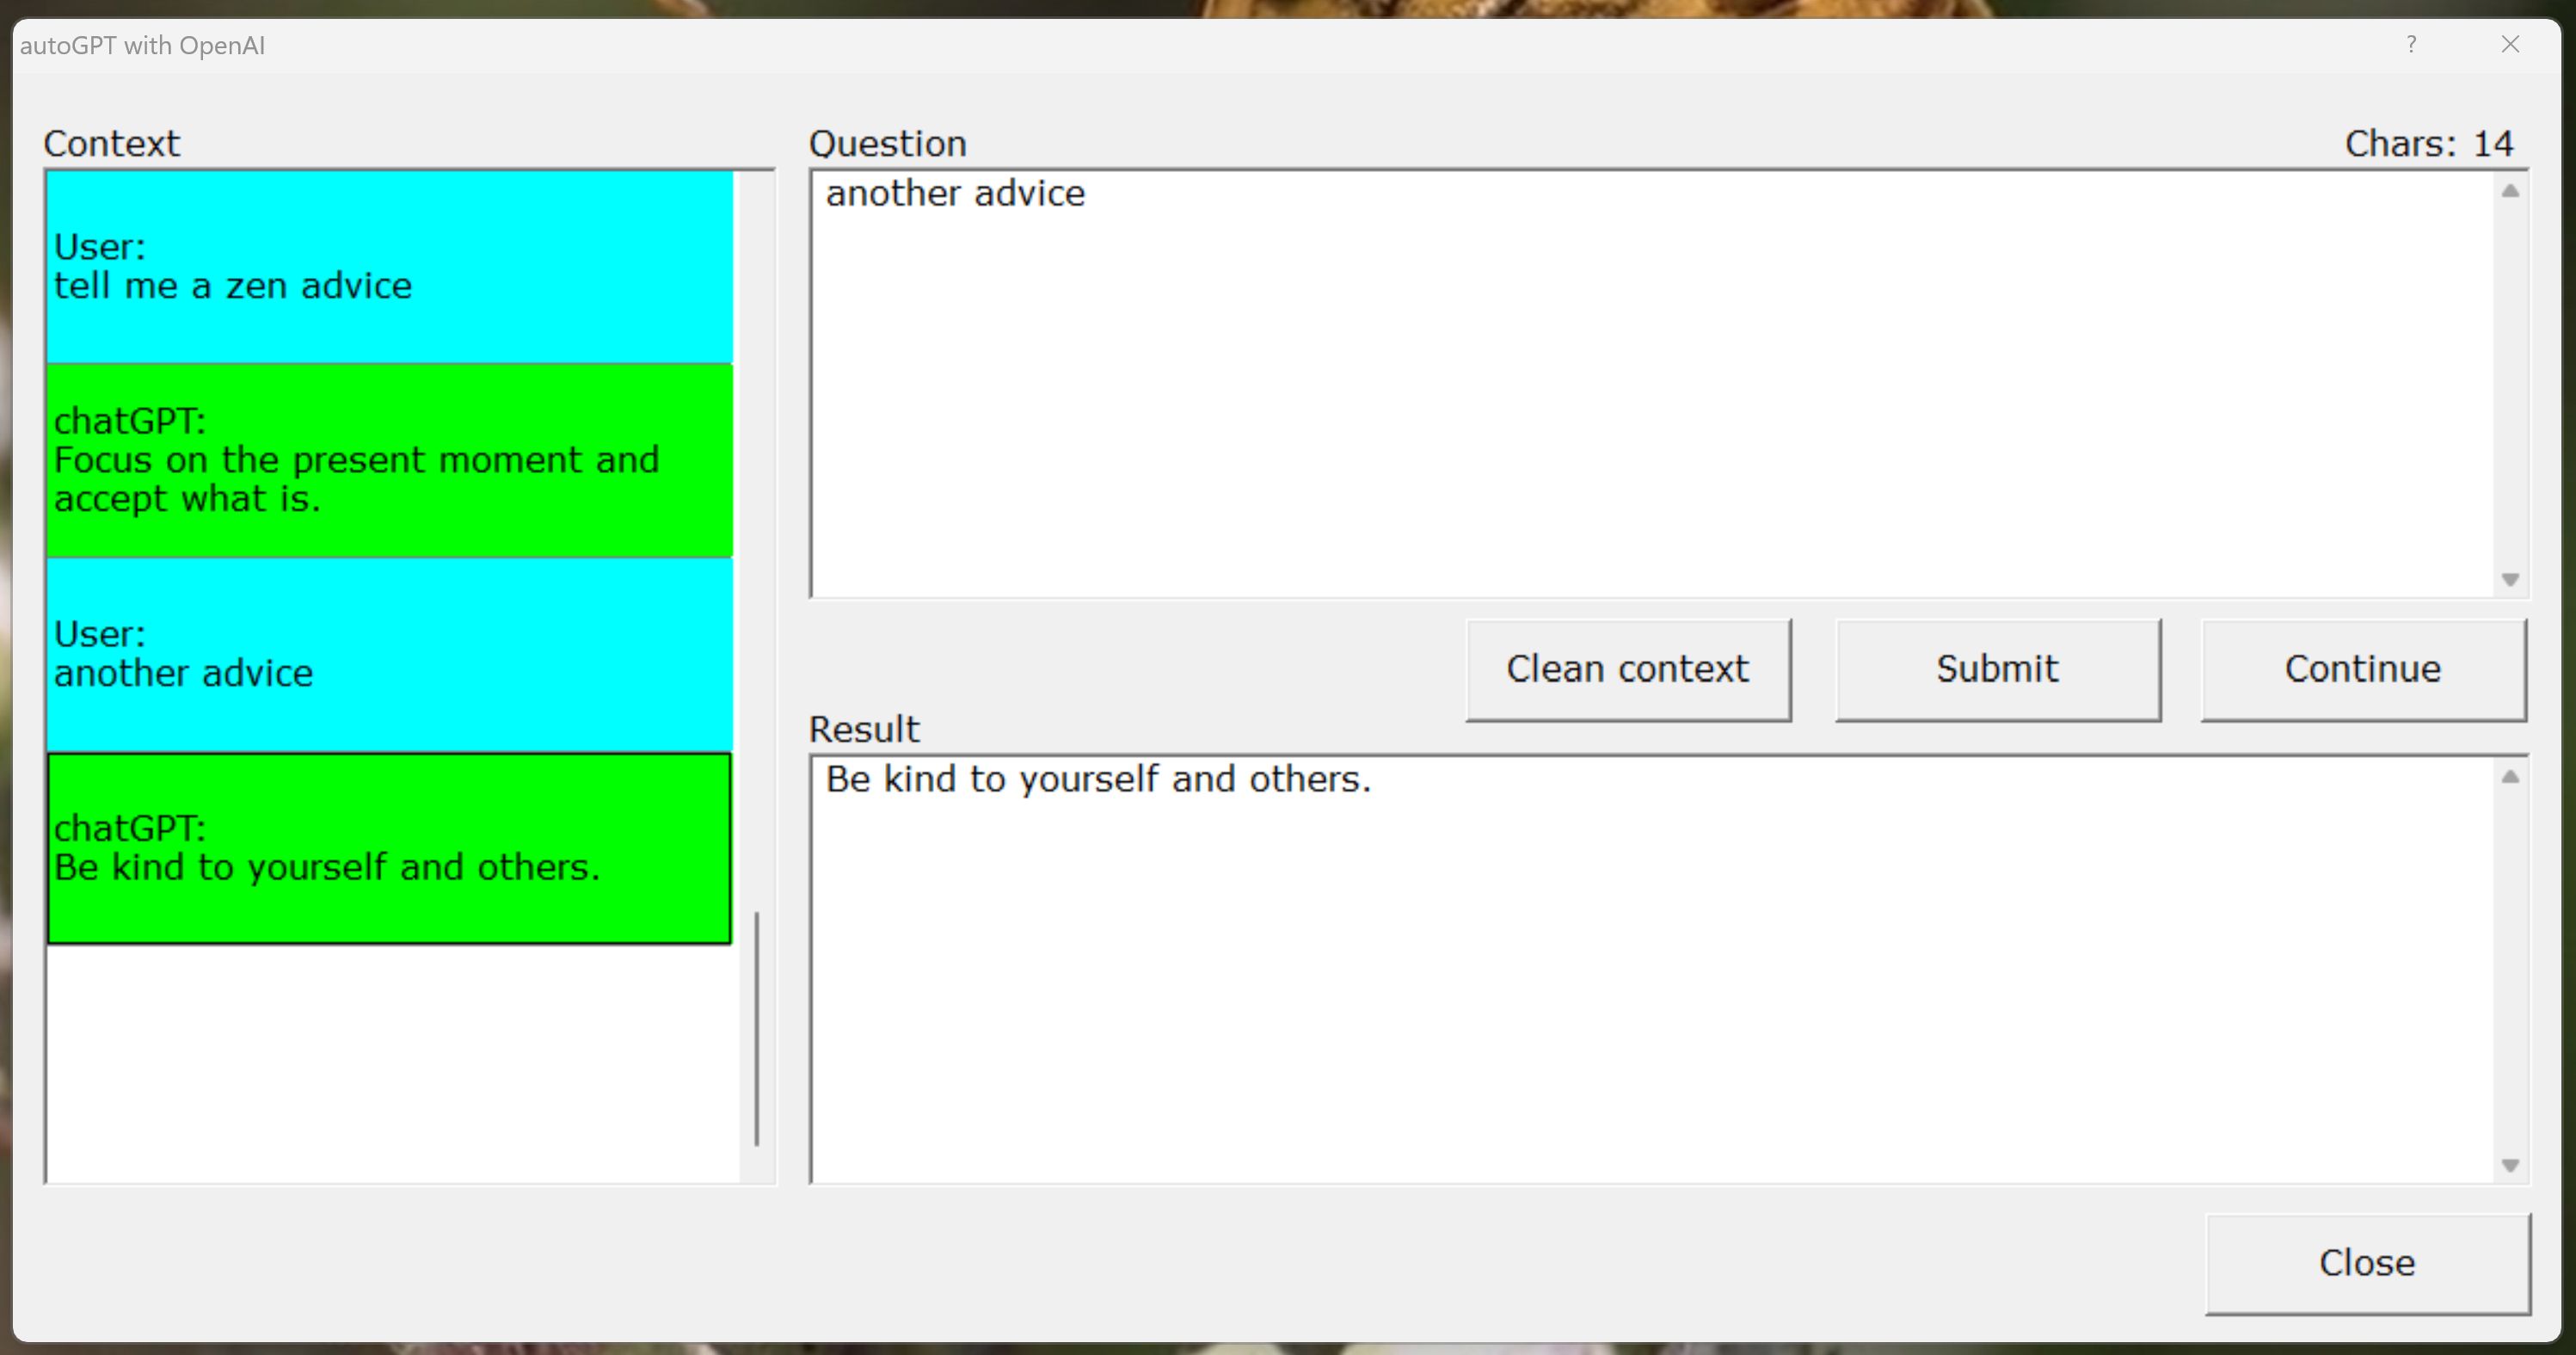 autoGPT with OpenAI
?
Context
User:
tell me a zen advice
chatGPT:
Focus on the present moment and
accept what is.
User:
another advice
chatGPT:
Be kind to yourself and others.
Question
Chars: 14
another advice
Clean context
Submit
Continue
Result
Be kind to yourself and others.
Close